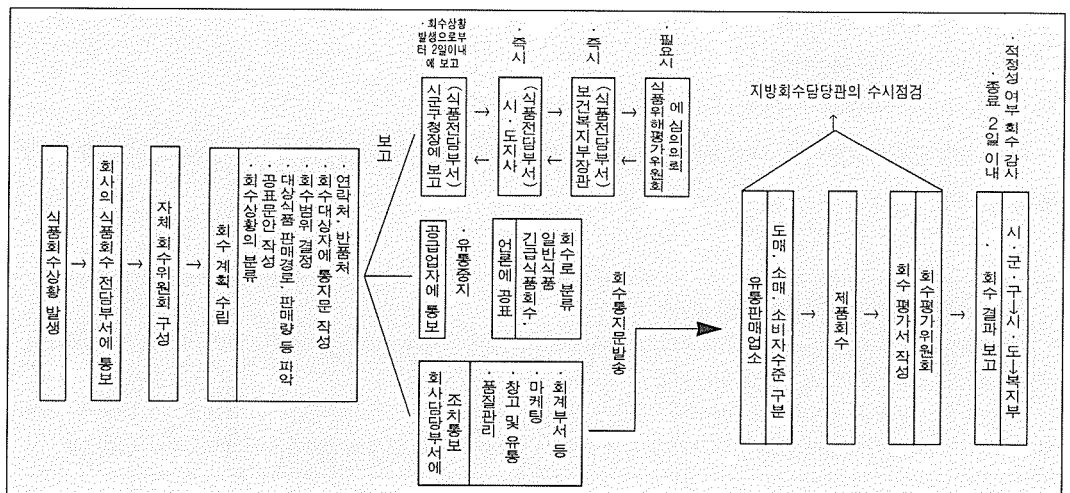 식품회수상황 발생
→
회사의 식품회수 전담부서에 통보
→
자체 회수위원회 구성
→
회수 계획 수립
·회수상황의 분류
공표문안 작성
대상식품 판매경로·판매량 등 파악
회수범위 결정
·회수대상자에 통지문 작성
·연락처·반품처
보고
·회수상황
발생으로부
터 2일이내
에 보고
시군구청장에 보고
(식품전담부서)
→
←
·즉시
시·도지사
(식품전담부서)
→
←
·즉시
보건복지부장관
(식품전담부서)
→
←
·필요시
식품위해평가위원회
에 심의의뢰
공급업자에 통보
·유통중지
언론에 공표
긴급식품회수·
일반식품
회수로 분류
회사담당부서에
조치통보
·품질관리
·창고 및 유통
·마케팅
·회계부서 등
회수통지문발송
지방회수담당관의 수시점검
↑
유통판매업소
도매·소매·소비자수준 구분
→
제품회수
→
회수 평가서 작성
회수평가위원회
→
·적정성 여부 회수 감사
·종료 2일 이내
·회수 결과 보고
시·군·구→시·도→복지부